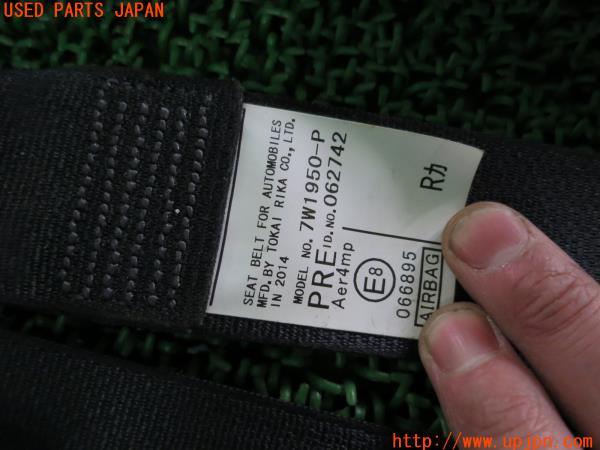 USED PARTS JAPAN
SEAT BELT FOR AUTOMOBILES
MFD. BY TOKAI RIKA CO., LTD.
IN 2014
MODEL NO. 7W1950-P
PRE ID. NO. 062742
Aer4mp
E8
066895
AIRBAG
Rカ
http://www.upjpn.com